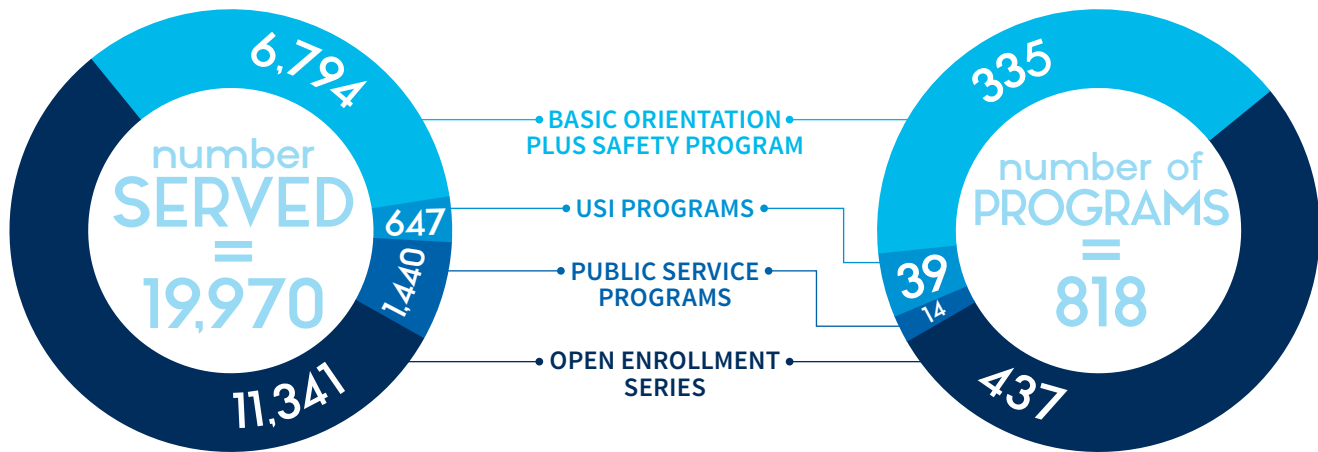 6,794
647
1,440
11,341
number
SERVED
=
19,970
BASIC ORIENTATION
PLUS SAFETY PROGRAM
USI PROGRAMS
PUBLIC SERVICE
PROGRAMS
OPEN ENROLLMENT
SERIES
335
39
14
437
number of
PROGRAMS
=
818